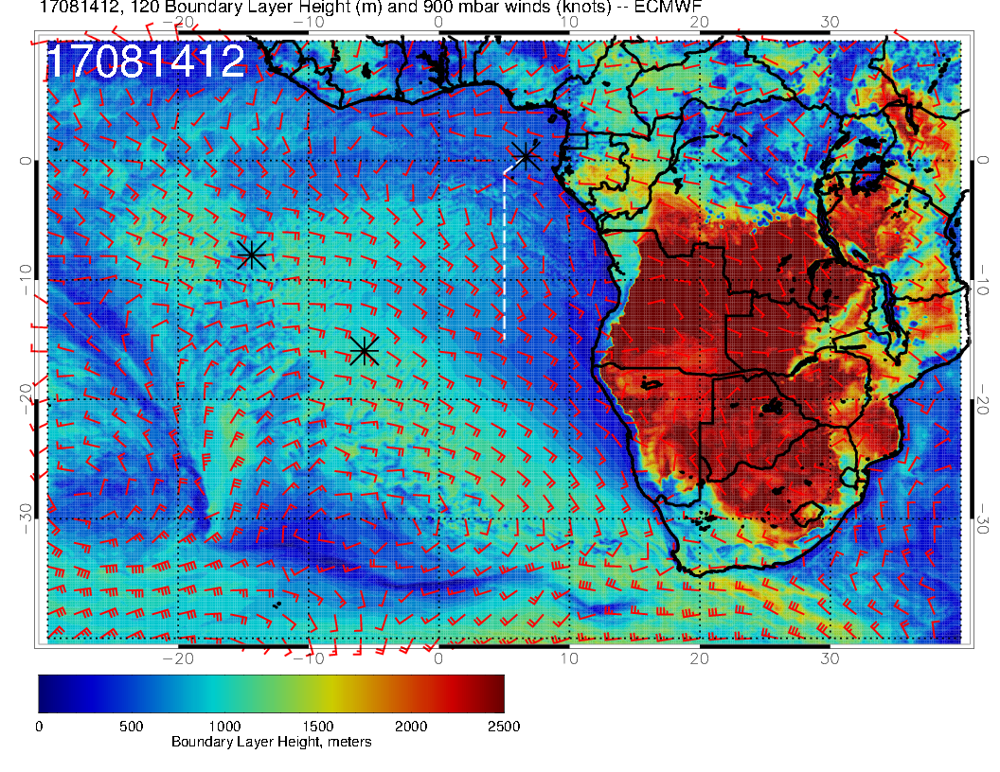 17081412, 120 Boundary Layer Height (m) and 900 mbar winds (knots) -- ECMWF
−20 −10 0 10 20 30
17081412
0 0
−10 −10
−20 −20
−30 −30
−20 −10 0 10 20 30
0 500 1000 1500 2000 2500
Boundary Layer Height, meters